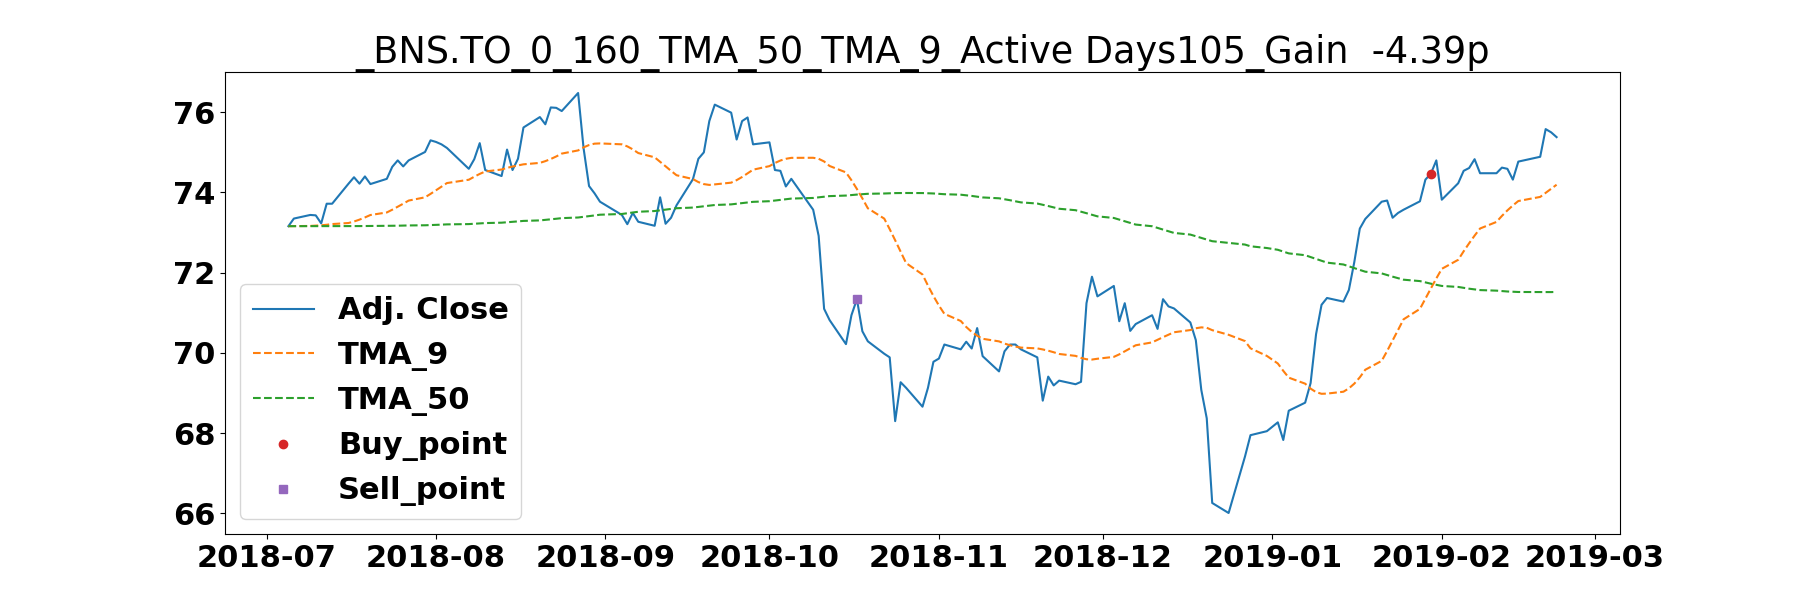 _BNS.TO_0_160_TMA_50_TMA_9_Active Days105_Gain  -4.39p
76
74
72
70
68
66
Adj. Close
TMA_9
TMA_50
Buy_point
Sell_point
2018-07 2018-08 2018-09 2018-10 2018-11 2018-12 2019-01 2019-02 2019-03